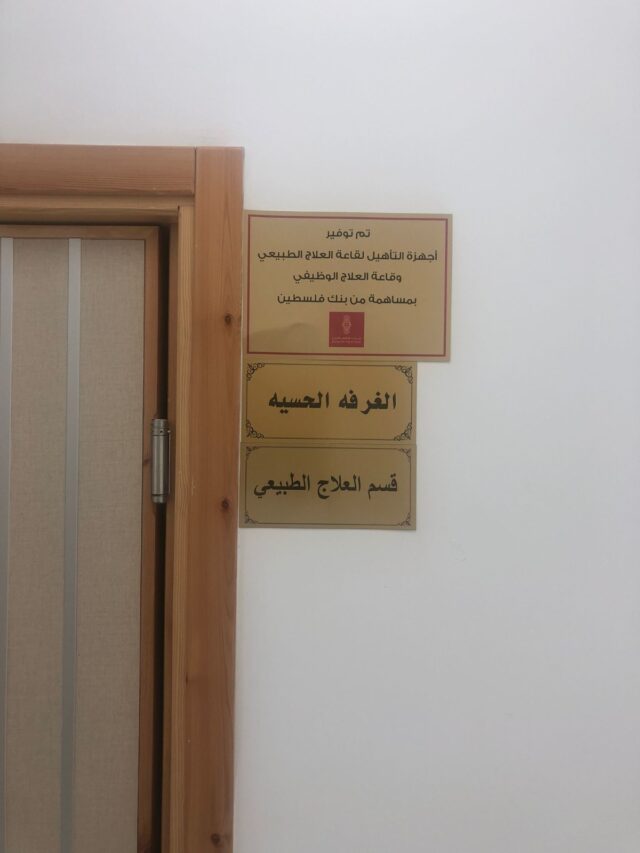 تم توفير
أجهزة التأهيل لقاعة العلاج الطبيعي
وقاعة العلاج الوظيفي
بمساهمة من بنك فلسطين
الغرفه الحسيه
قسم العلاج الطبيعي